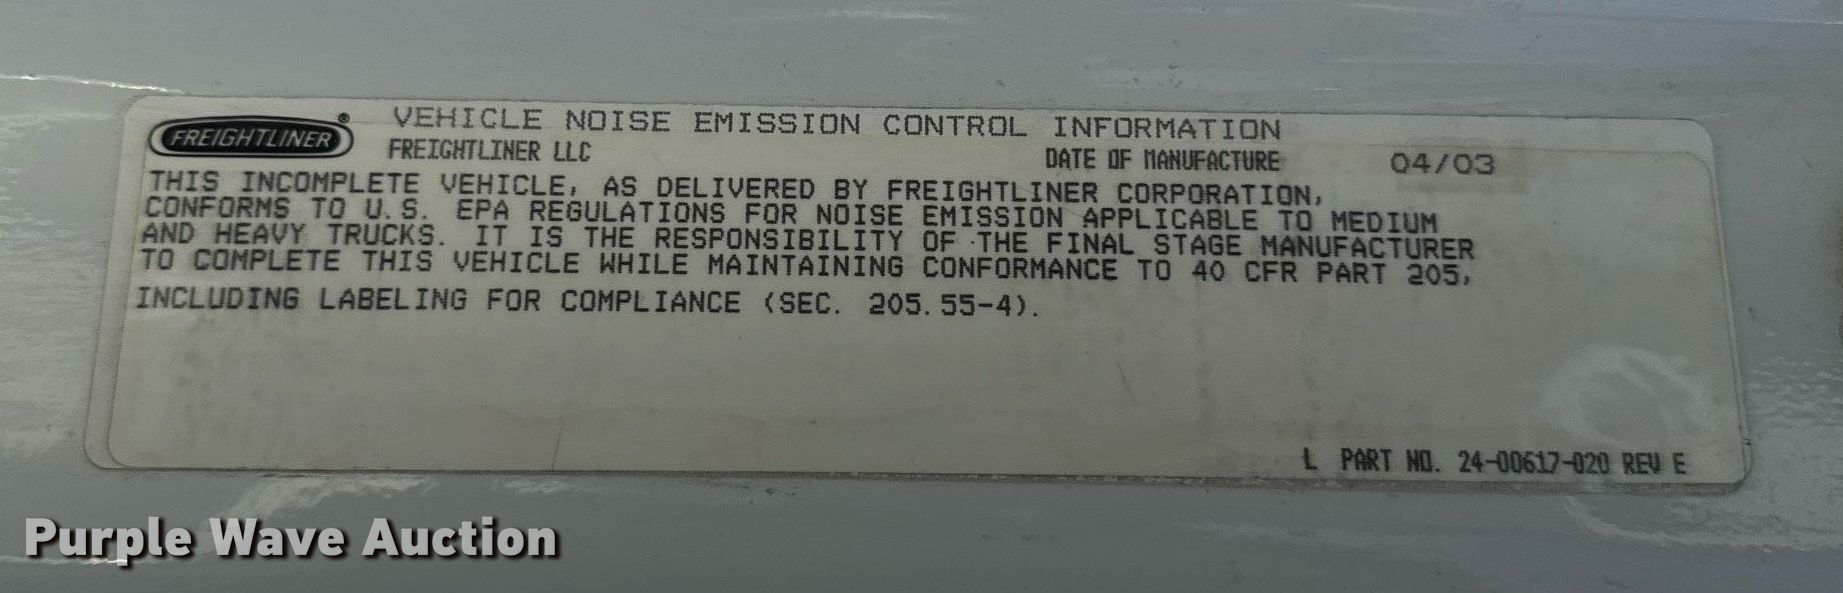 FREIGHTLINER®
VEHICLE NOISE EMISSION CONTROL INFORMATION
FREIGHTLINER LLC
DATE OF MANUFACTURE 04/03
THIS INCOMPLETE VEHICLE, AS DELIVERED BY FREIGHTLINER CORPORATION,
CONFORMS TO U.S. EPA REGULATIONS FOR NOISE EMISSION APPLICABLE TO MEDIUM
AND HEAVY TRUCKS. IT IS THE RESPONSIBILITY OF THE FINAL STAGE MANUFACTURER
TO COMPLETE THIS VEHICLE WHILE MAINTAINING CONFORMANCE TO 40 CFR PART 205,
INCLUDING LABELING FOR COMPLIANCE (SEC. 205.55-4).
L PART NO. 24-00617-020 REV E
Purple Wave Auction